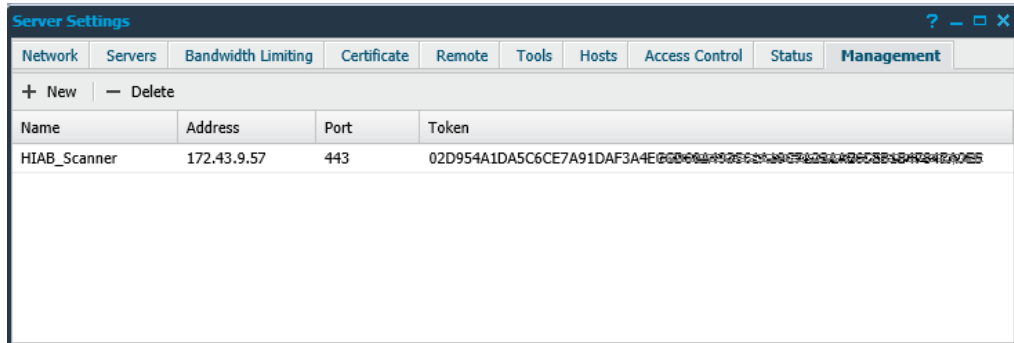 Server Settings ? – □ X
Network Servers Bandwidth Limiting Certificate Remote Tools Hosts Access Control Status Management
+ New — Delete
Name Address Port Token
HIAB_Scanner 172.43.9.57 443